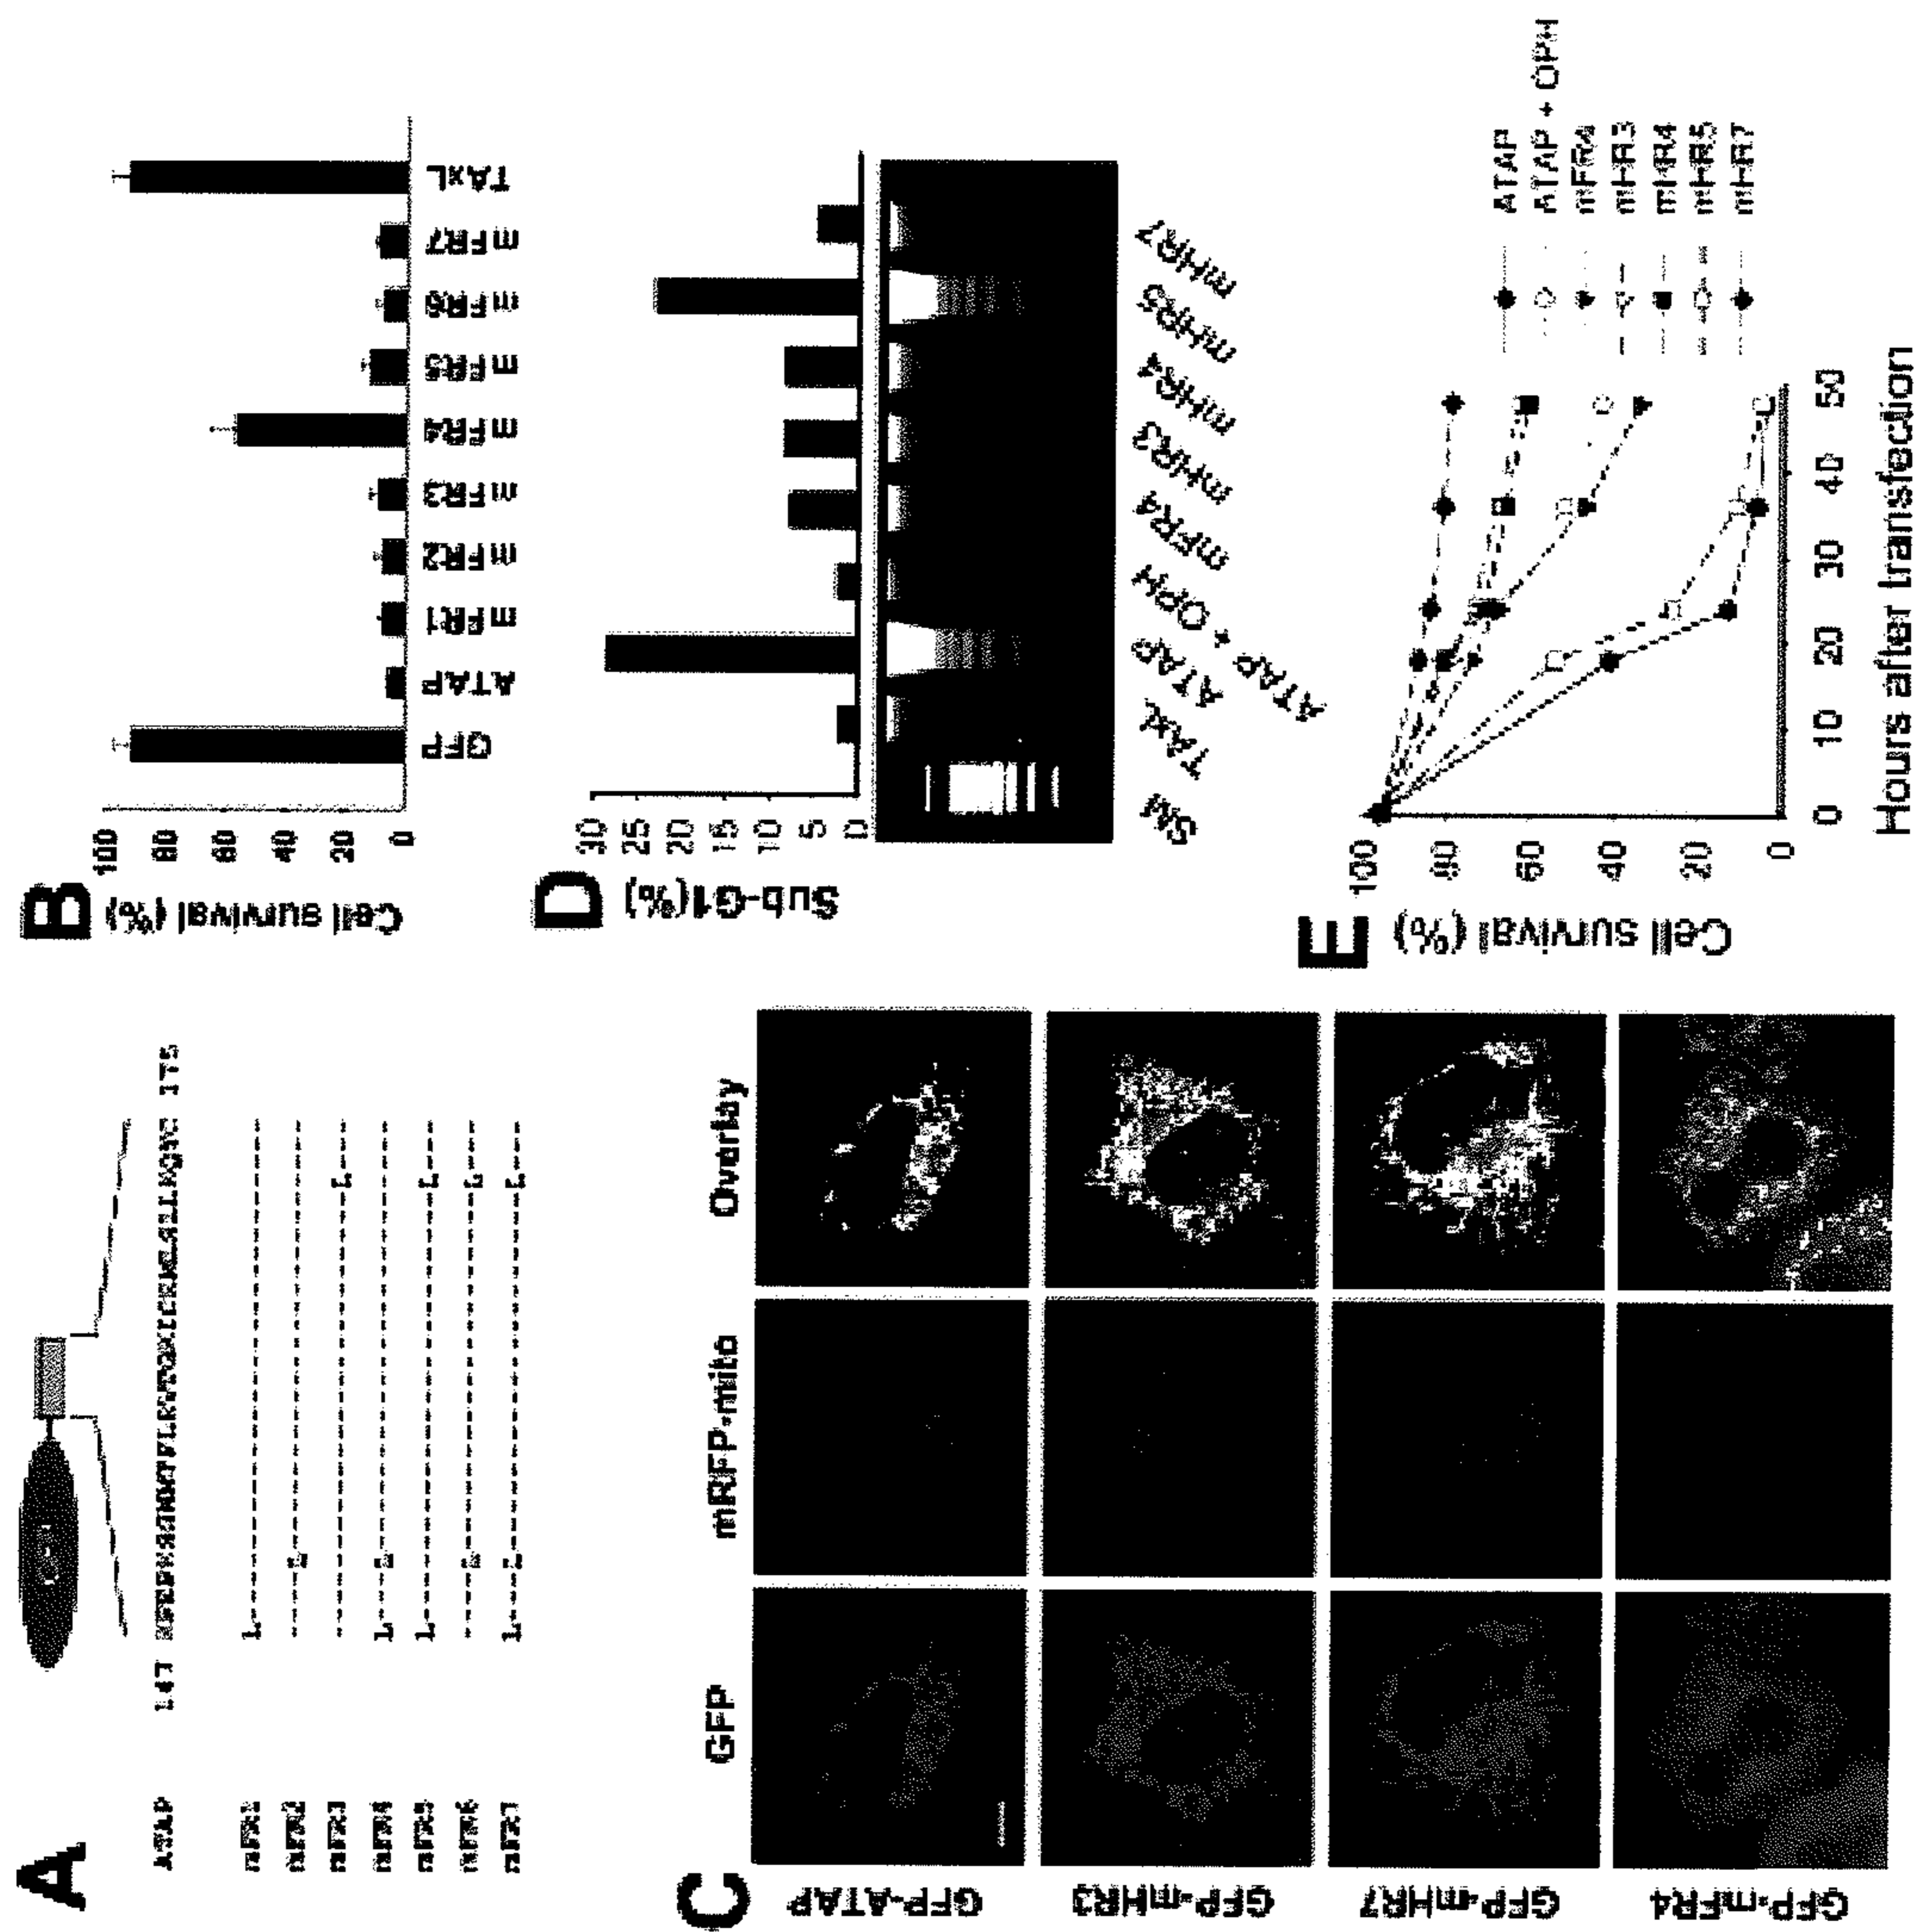 A
ATAP 147 175
mFR1 L
mFR2 L
mFR3 L
mFR4 L L
mFR5 L L
mFR6 L L
mFR7 L L L
B
Cell survival (%)
100
80
60
40
20
0
GFP ATAP mFR1 mFR2 mFR3 mFR4 mFR5 mFR6 mFR7 TAxL
C
GFP mRFP-mito Overlay
GFP-ATAP
GFP-mHR3
GFP-mHR7
GFP-mFR4
D
Sub-G1(%)
30
25
20
15
10
5
0
SM TAxL ATAP ATAP + OPH mFR4 mHR3 mHR4 mHR5 mHR7
E
Cell survival (%)
100
80
60
40
20
0
0 10 20 30 40 50
Hours after transfection
ATAP
ATAP + OPH
mFR4
mHR3
mHR4
mHR5
mHR7